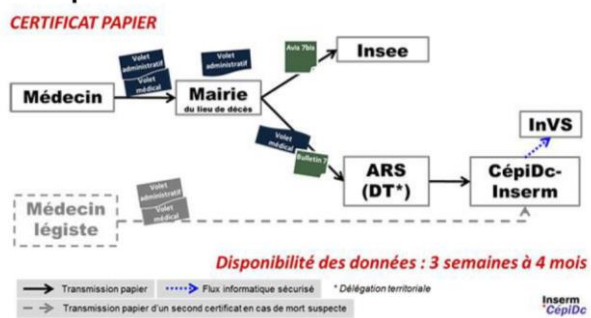 CERTIFICAT PAPIER
Volet
administratif
Volet
médical
Volet
administratif
Avis 7bis
Insee
Médecin
Mairie
du lieu de décès
Volet
médical
Bulletin 7
InVS
ARS
(DT*)
CépiDc-
Inserm
Volet
administratif
Volet
médical
Médecin
légiste
Disponibilité des données : 3 semaines à 4 mois
Transmission papier
Flux informatique sécurisé
* Délégation territoriale
Transmission papier d'un second certificat en cas de mort suspecte
Inserm
CépiDc